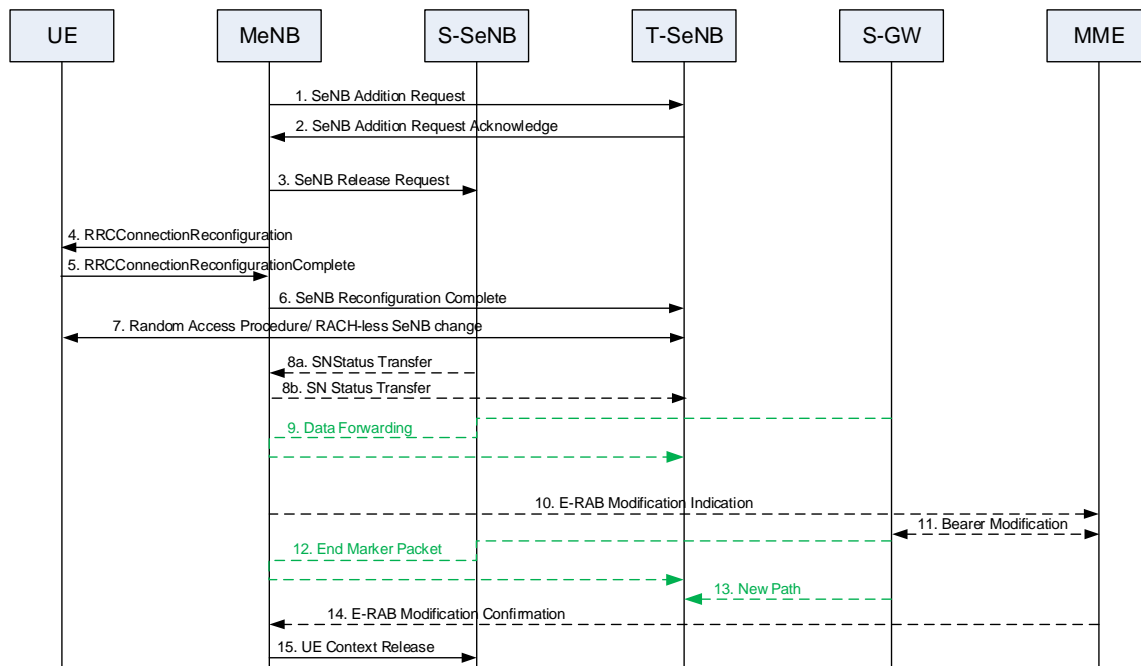 UE
MeNB
S-SeNB
T-SeNB
S-GW
MME
1. SeNB Addition Request
2. SeNB Addition Request Acknowledge
3. SeNB Release Request
4. RRCConnectionReconfiguration
5. RRCConnectionReconfigurationComplete
6. SeNB Reconfiguration Complete
7. Random Access Procedure/ RACH-less SeNB change
8a. SNStatus Transfer
8b. SN Status Transfer
9. Data Forwarding
10. E-RAB Modification Indication
11. Bearer Modification
12. End Marker Packet
13. New Path
14. E-RAB Modification Confirmation
15. UE Context Release